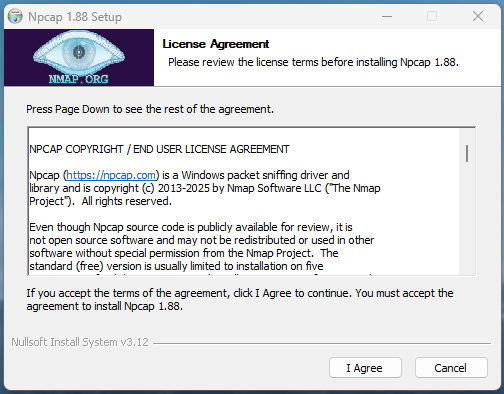 Npcap 1.88 Setup
NMAP.ORG
License Agreement
Please review the license terms before installing Npcap 1.88.
Press Page Down to see the rest of the agreement.
NPCAP COPYRIGHT / END USER LICENSE AGREEMENT
Npcap (https://npcap.com) is a Windows packet sniffing driver and
library and is copyright (c) 2013-2025 by Nmap Software LLC ("The Nmap
Project").  All rights reserved.
Even though Npcap source code is publicly available for review, it is
not open source software and may not be redistributed or used in other
software without special permission from the Nmap Project.  The
standard (free) version is usually limited to installation on five
If you accept the terms of the agreement, click I Agree to continue. You must accept the
agreement to install Npcap 1.88.
Nullsoft Install System v3.12
I Agree
Cancel